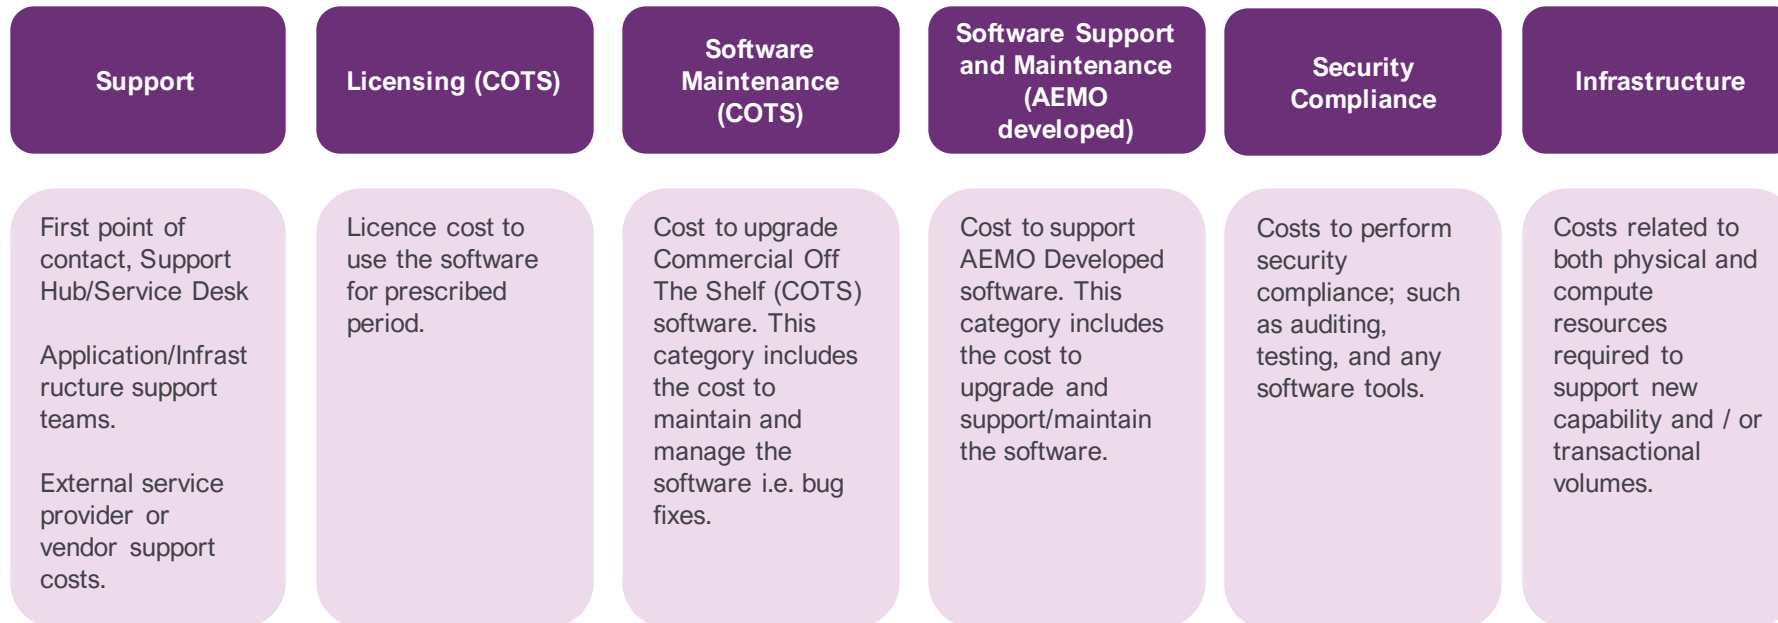 Support
Licensing (COTS)
Software
Maintenance
(COTS)
Software Support
and Maintenance
(AEMO
developed)
Security
Compliance
Infrastructure
First point of
contact, Support
Hub/Service Desk
Application/Infrast
ructure support
teams.
External service
provider or
vendor support
costs.
Licence cost to
use the software
for prescribed
period.
Cost to upgrade
Commercial Off
The Shelf (COTS)
software. This
category includes
the cost to
maintain and
manage the
software i.e. bug
fixes.
Cost to support
AEMO Developed
software. This
category includes
the cost to
upgrade and
support/maintain
the software.
Costs to perform
security
compliance; such
as auditing,
testing, and any
software tools.
Costs related to
both physical and
compute
resources
required to
support new
capability and / or
transactional
volumes.